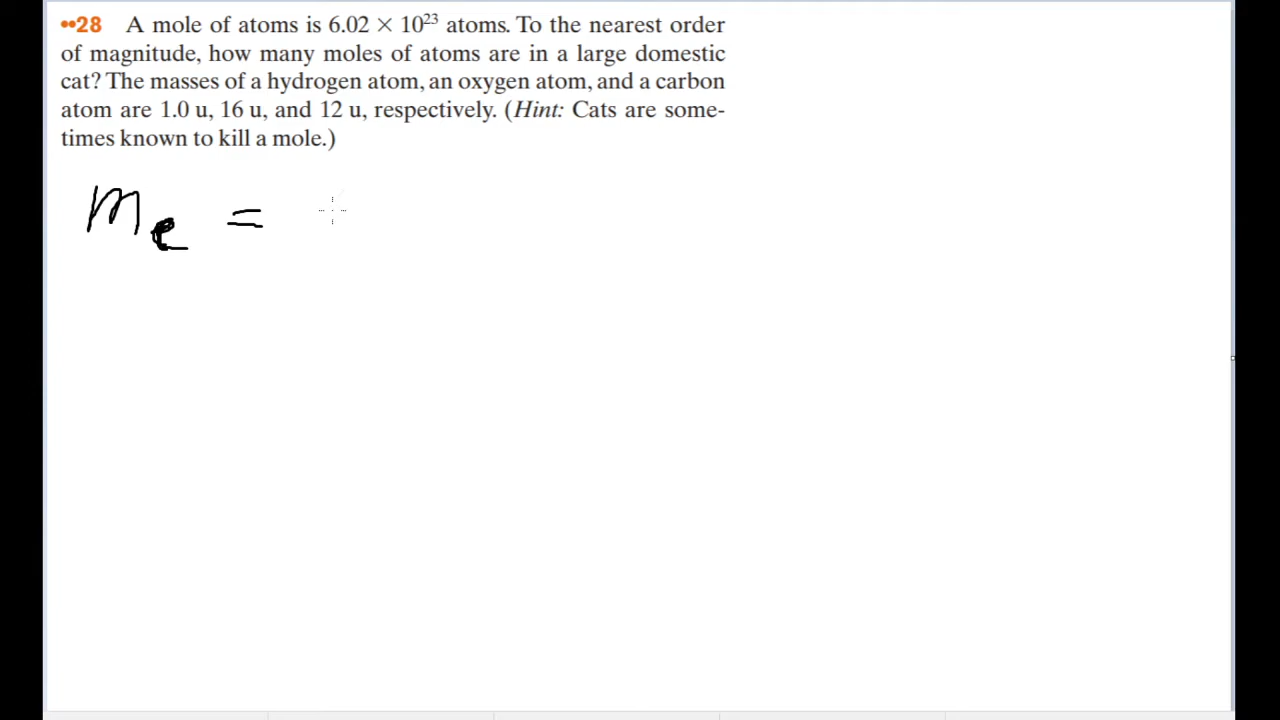 ••28 A mole of atoms is 6.02 × 10²³ atoms. To the nearest order
of magnitude, how many moles of atoms are in a large domestic
cat? The masses of a hydrogen atom, an oxygen atom, and a carbon
atom are 1.0 u, 16 u, and 12 u, respectively. (Hint: Cats are some-
times known to kill a mole.)
m =